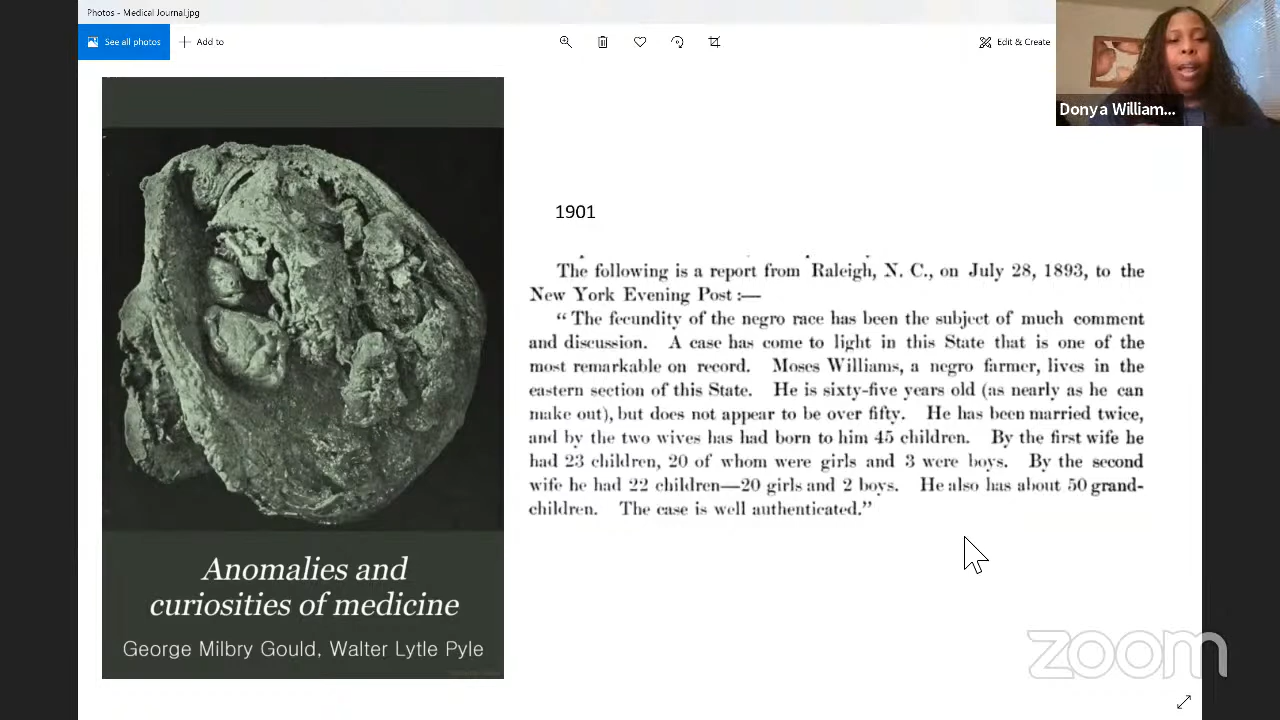 Photos - Medical Journal.jpg
See all photos
Add to
Edit & Create
Donya William...
1901
The following is a report from Raleigh, N. C., on July 28, 1893, to the
New York Evening Post :—
“ The fecundity of the negro race has been the subject of much comment
and discussion. A case has come to light in this State that is one of the
most remarkable on record. Moses Williams, a negro farmer, lives in the
eastern section of this State. He is sixty-five years old (as nearly as he can
make out), but does not appear to be over fifty. He has been married twice,
and by the two wives has had born to him 45 children. By the first wife he
had 23 children, 20 of whom were girls and 3 were boys. By the second
wife he had 22 children—20 girls and 2 boys. He also has about 50 grand-
children. The case is well authenticated.”
Anomalies and
curiosities of medicine
George Milbry Gould, Walter Lytle Pyle
zoom